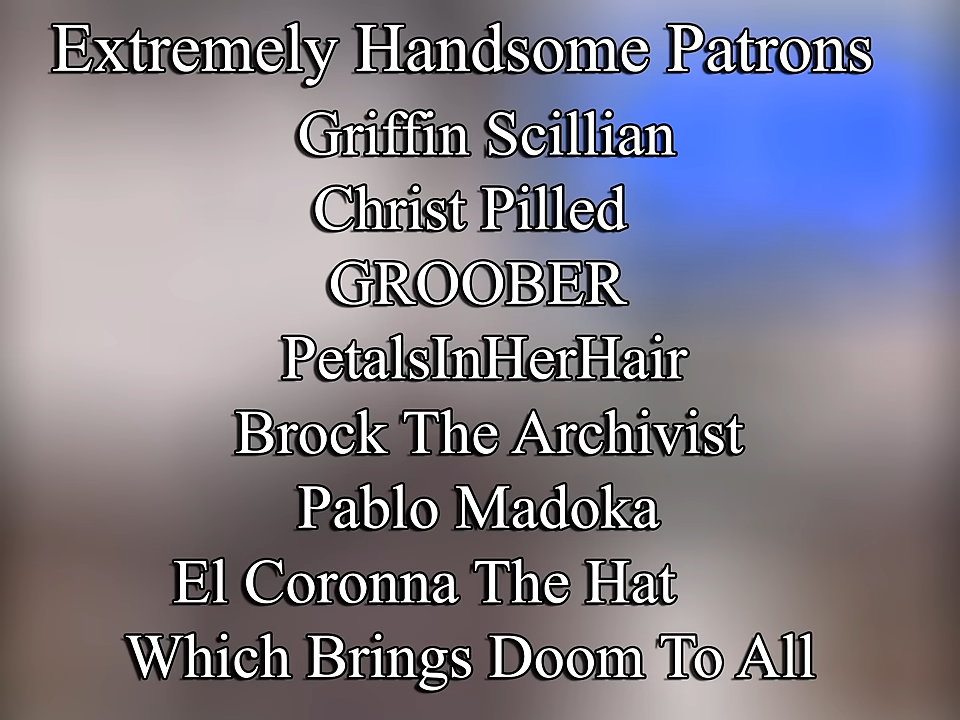 Extremely Handsome Patrons
Griffin Scillian
Christ Pilled
GROOBER
PetalsInHerHair
Brock The Archivist
Pablo Madoka
El Coronna The Hat
Which Brings Doom To All